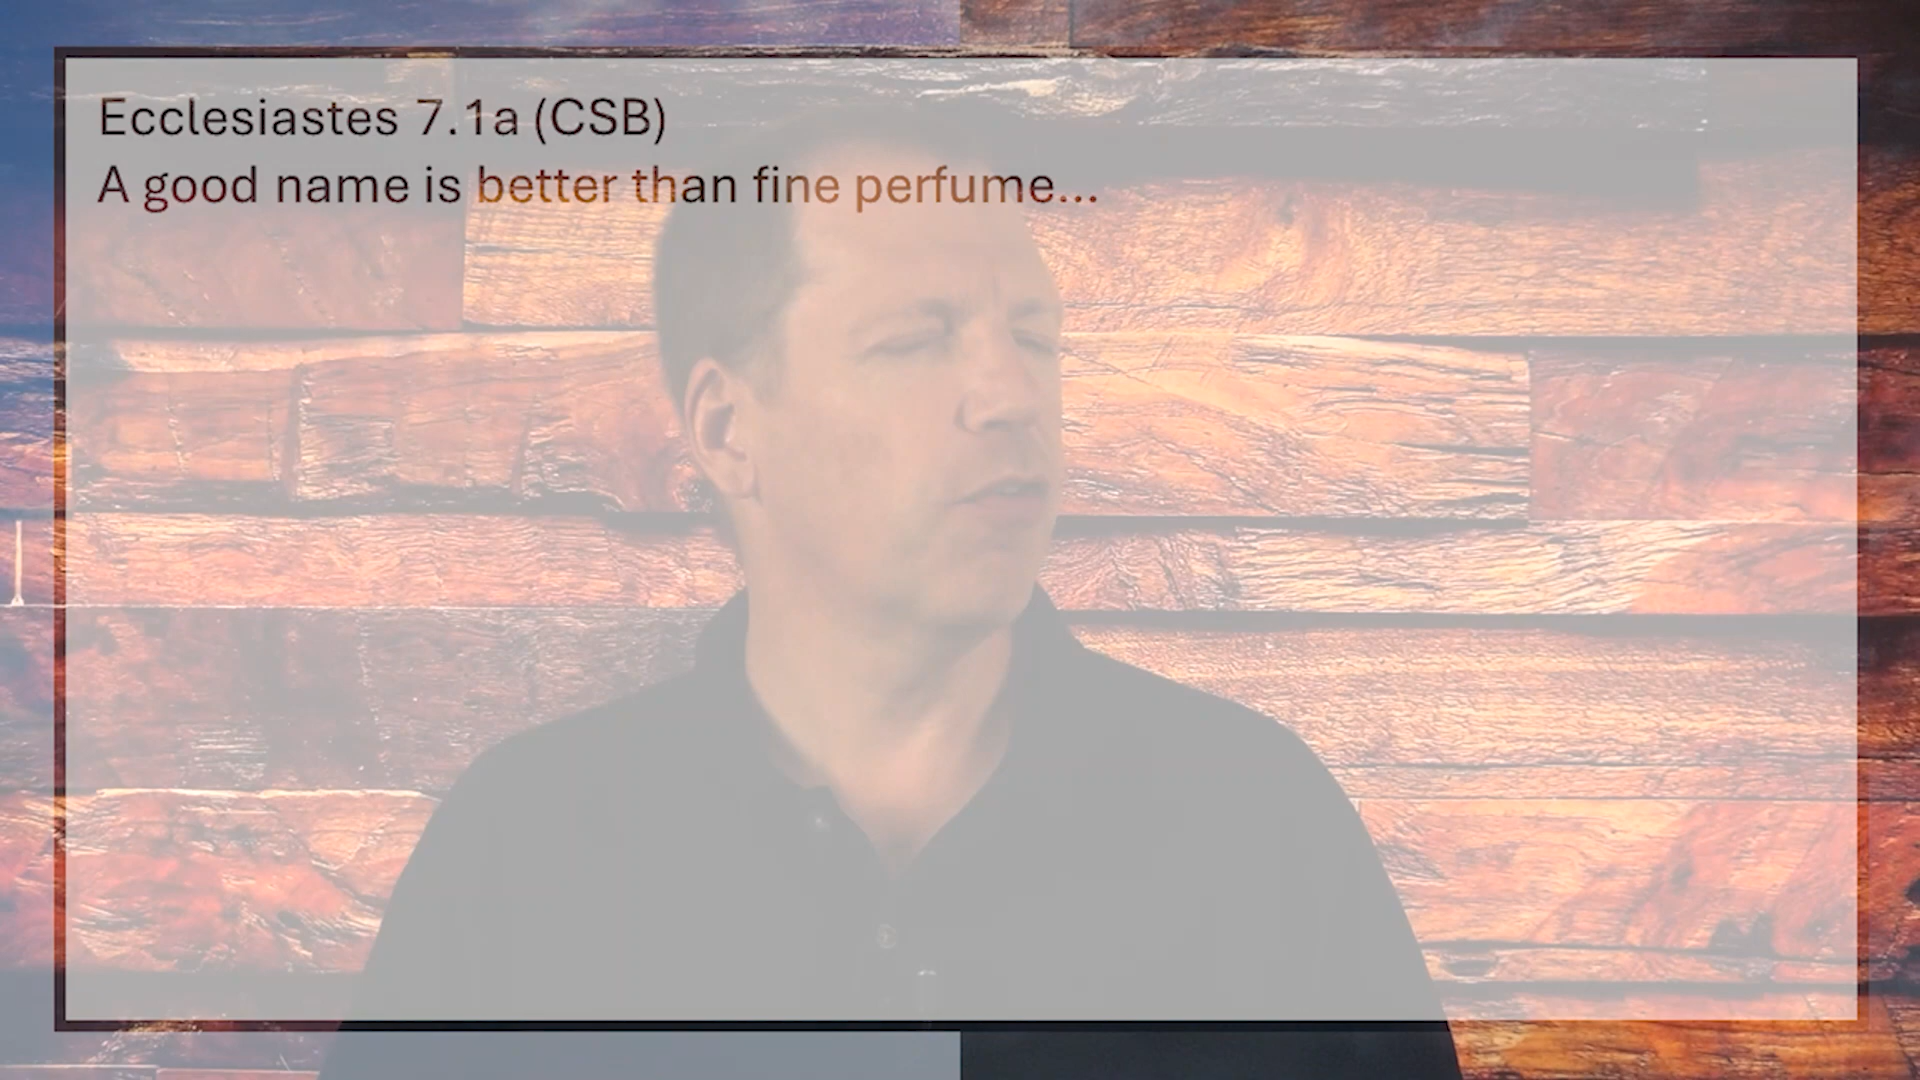 Ecclesiastes 7.1a (CSB)
A good name is better than fine perfume...